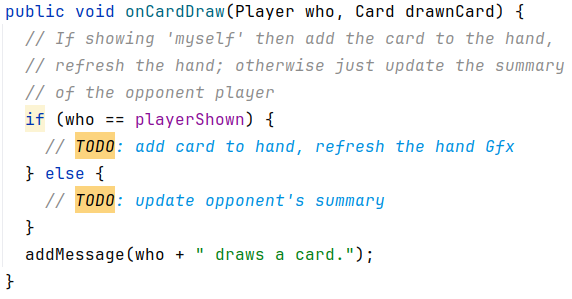 public void onCardDraw(Player who, Card drawnCard) {
  // If showing 'myself' then add the card to the hand,
  // refresh the hand; otherwise just update the summary
  // of the opponent player
  if (who == playerShown) {
    // TODO: add card to hand, refresh the hand Gfx
  } else {
    // TODO: update opponent's summary
  }
  addMessage(who + " draws a card.");
}